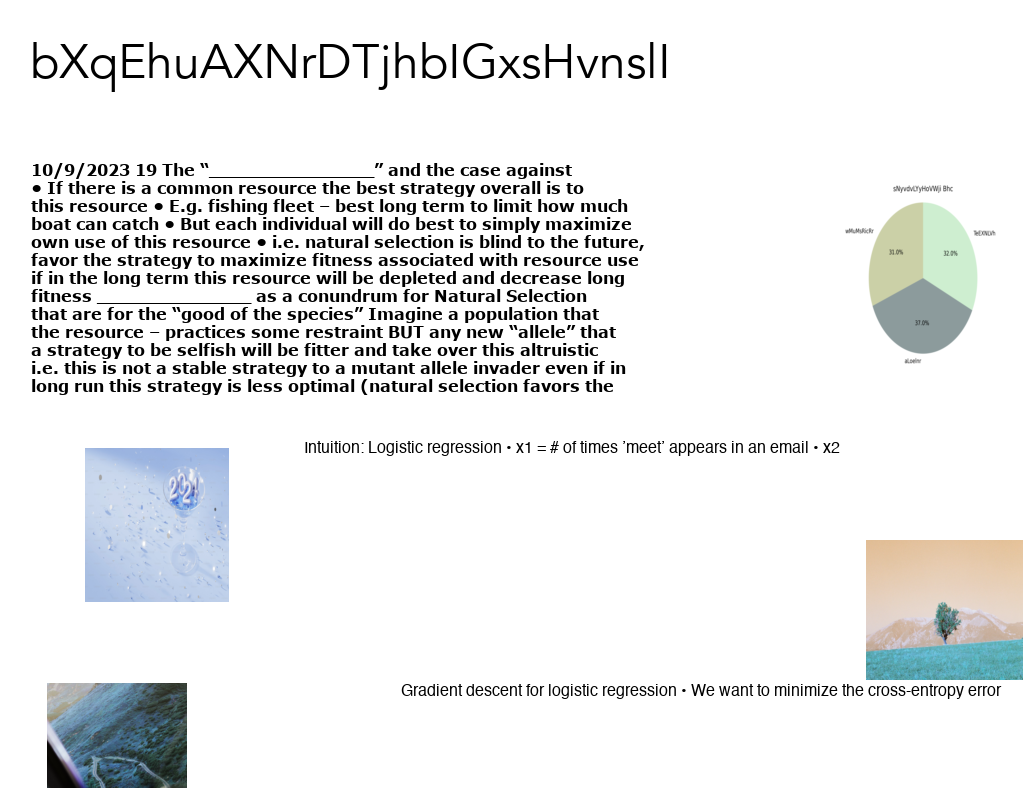 bXqEhuAXNrDTjhbIGxsHvnslI
10/9/2023 19 The “________________” and the case against
● If there is a common resource the best strategy overall is to
this resource ● E.g. fishing fleet – best long term to limit how much
boat can catch ● But each individual will do best to simply maximize
own use of this resource ● i.e. natural selection is blind to the future,
favor the strategy to maximize fitness associated with resource use
if in the long term this resource will be depleted and decrease long
fitness _______________ as a conundrum for Natural Selection
that are for the “good of the species” Imagine a population that
the resource – practices some restraint BUT any new “allele” that
a strategy to be selfish will be fitter and take over this altruistic
i.e. this is not a stable strategy to a mutant allele invader even if in
long run this strategy is less optimal (natural selection favors the
sNyvdvLYyHoVWji Bhc
wMuMsRicRr
TeEXNLVh
31.0%
32.0%
37.0%
aLoelnr
Intuition: Logistic regression • x1 = # of times ’meet’ appears in an email • x2
202
Gradient descent for logistic regression • We want to minimize the cross-entropy error